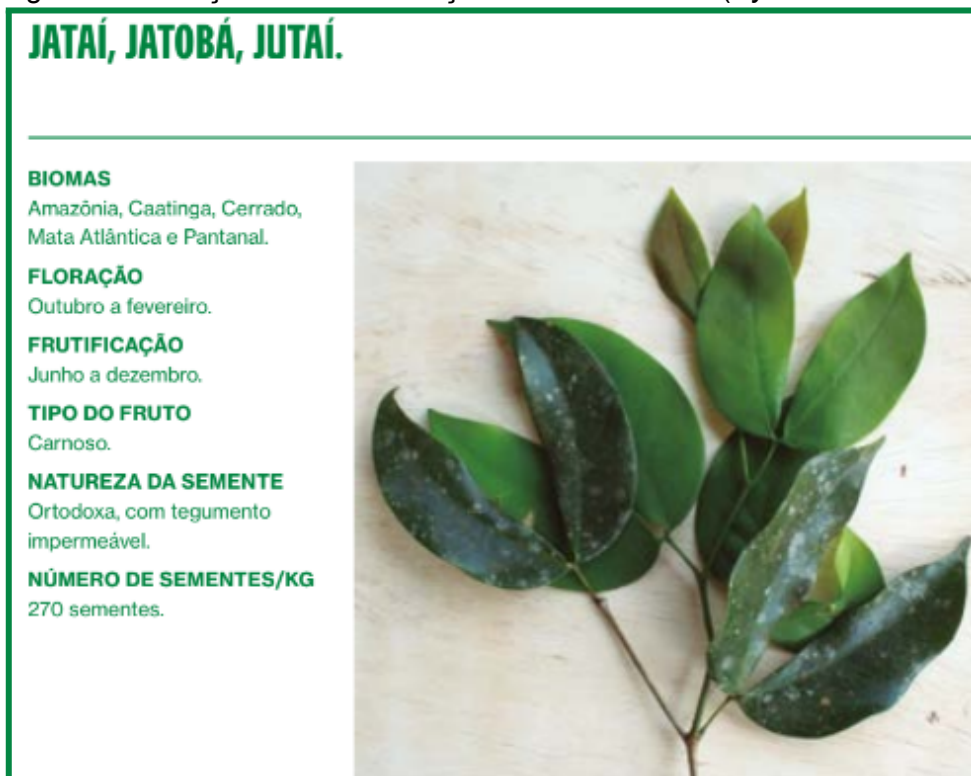 JATAÍ, JATOBÁ, JUTAÍ.
BIOMAS
Amazônia, Caatinga, Cerrado,
Mata Atlântica e Pantanal.
FLORAÇÃO
Outubro a fevereiro.
FRUTIFICAÇÃO
Junho a dezembro.
TIPO DO FRUTO
Carnoso.
NATUREZA DA SEMENTE
Ortodoxa, com tegumento
impermeável.
NÚMERO DE SEMENTES/KG
270 sementes.